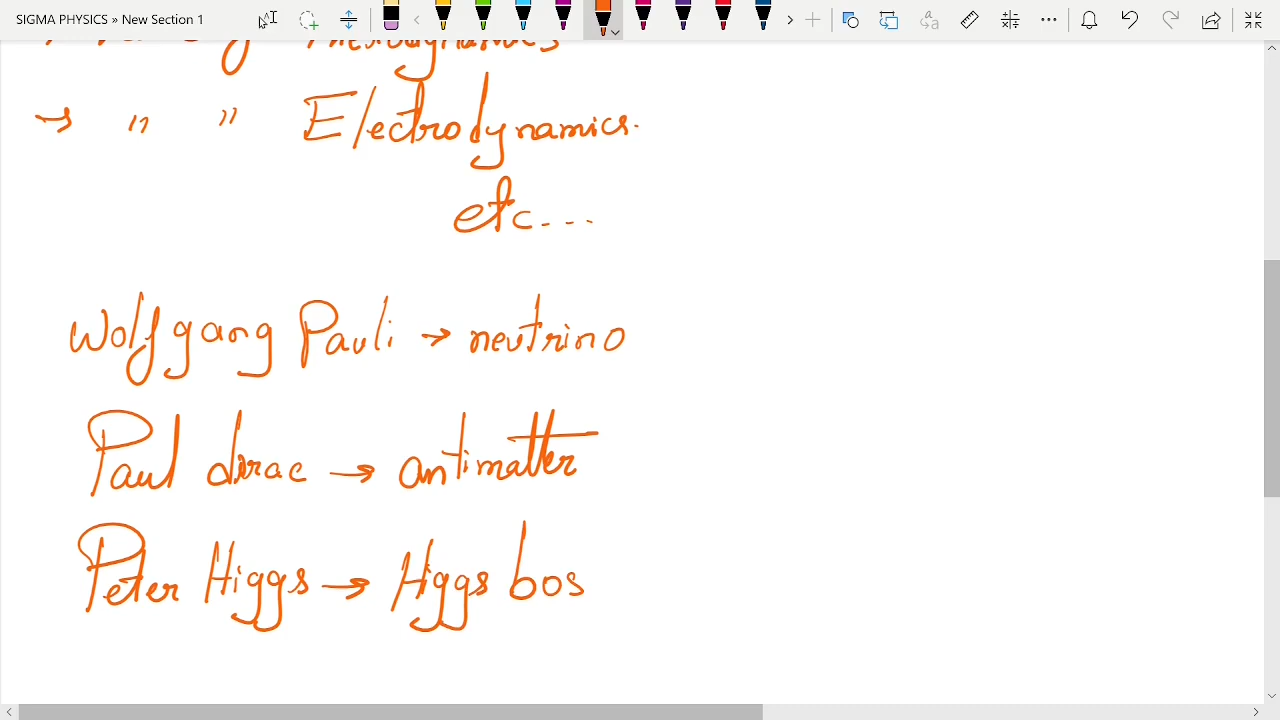 SIGMA PHYSICS » New Section 1
→ " " Electrodynamics.
etc...
Wolfgang Pauli → neutrino
Paul dirac → antimatter
Peter Higgs → Higgs bos